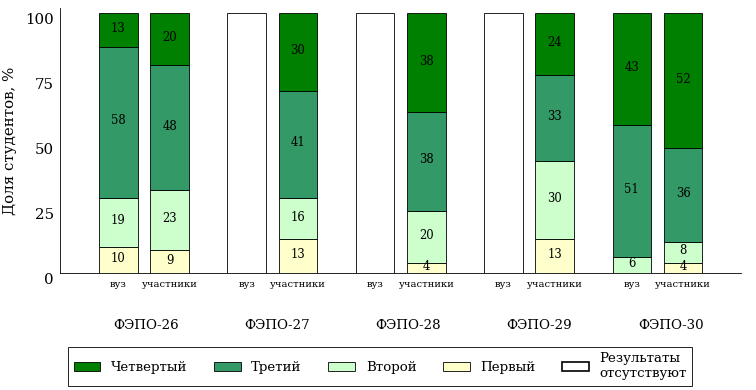 Доля студентов, %
100
75
50
25
0
13 20 30 38 24 43 52
58 48 41 38 33 51 36
19 23 16 20 30 6 8
10 9 13 4 13 4
вуз участники вуз участники вуз участники вуз участники вуз участники
ФЭПО-26 ФЭПО-27 ФЭПО-28 ФЭПО-29 ФЭПО-30
Четвертый Третий Второй Первый Результаты
отсутствуют